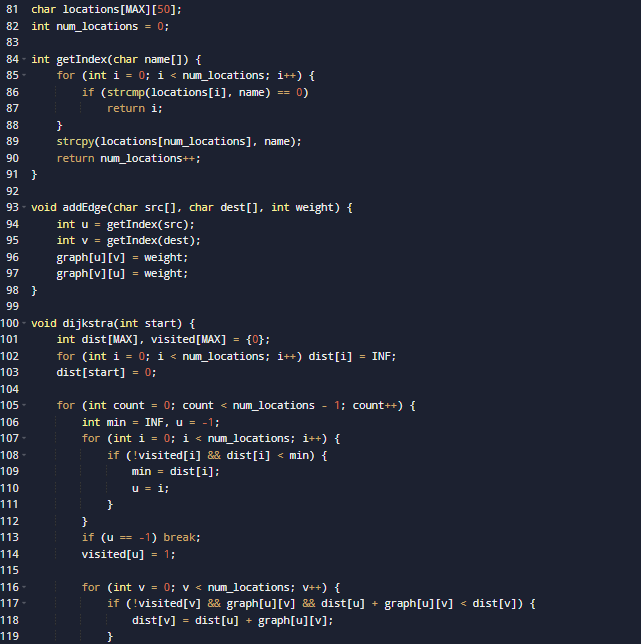 81 char locations[MAX][50];
82 int num_locations = 0;
83
84 int getIndex(char name[]) {
85     for (int i = 0; i < num_locations; i++) {
86         if (strcmp(locations[i], name) == 0)
87             return i;
88     }
89     strcpy(locations[num_locations], name);
90     return num_locations++;
91 }
92
93 void addEdge(char src[], char dest[], int weight) {
94     int u = getIndex(src);
95     int v = getIndex(dest);
96     graph[u][v] = weight;
97     graph[v][u] = weight;
98 }
99
100 void dijkstra(int start) {
101     int dist[MAX], visited[MAX] = {0};
102     for (int i = 0; i < num_locations; i++) dist[i] = INF;
103     dist[start] = 0;
104
105     for (int count = 0; count < num_locations - 1; count++) {
106         int min = INF, u = -1;
107         for (int i = 0; i < num_locations; i++) {
108             if (!visited[i] && dist[i] < min) {
109                 min = dist[i];
110                 u = i;
111             }
112         }
113         if (u == -1) break;
114         visited[u] = 1;
115
116         for (int v = 0; v < num_locations; v++) {
117             if (!visited[v] && graph[u][v] && dist[u] + graph[u][v] < dist[v]) {
118                 dist[v] = dist[u] + graph[u][v];
119             }